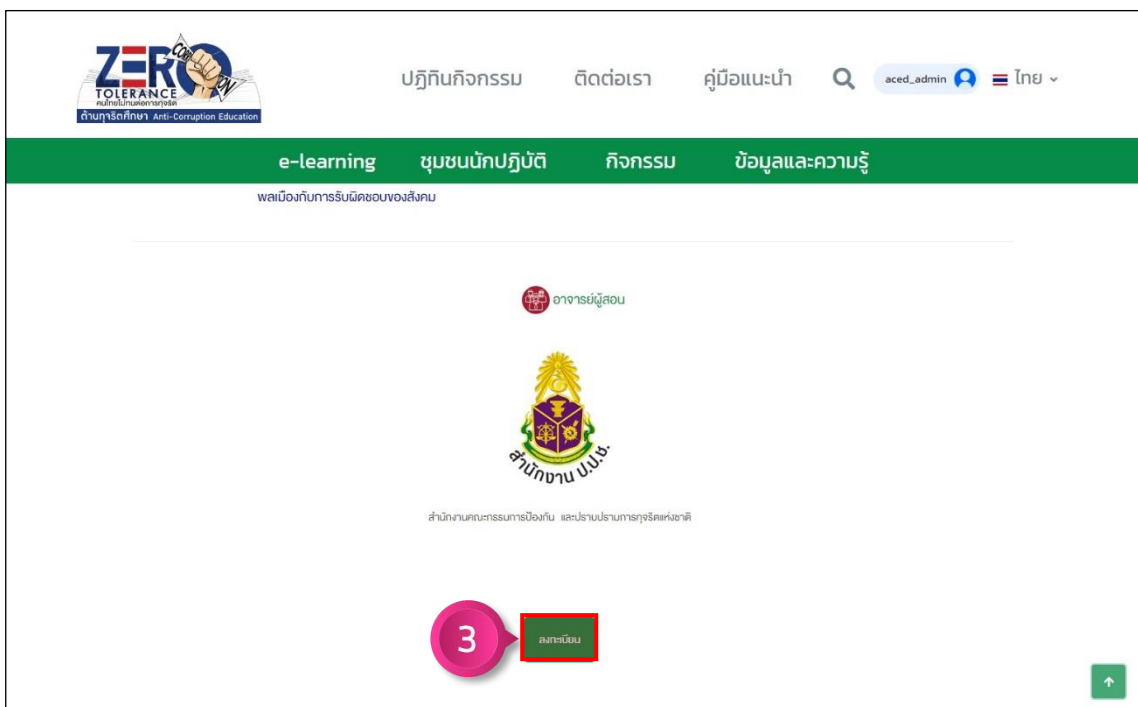 ZERO
CORRUPTION
TOLERANCE
คนไทยไม่ทนต่อการทุจริต
ต้านทุจริตศึกษา Anti-Corruption Education
ปฏิทินกิจกรรม ติดต่อเรา คู่มือแนะนำ aced_admin ไทย
e-learning ชุมชนนักปฏิบัติ กิจกรรม ข้อมูลและความรู้
พลเมืองกับการรับผิดชอบของสังคม
อาจารย์ผู้สอน
สำนักงาน ป.ป.ช.
สำนักงานคณะกรรมการป้องกัน และปราบปรามการทุจริตแห่งชาติ
3 ลงทะเบียน